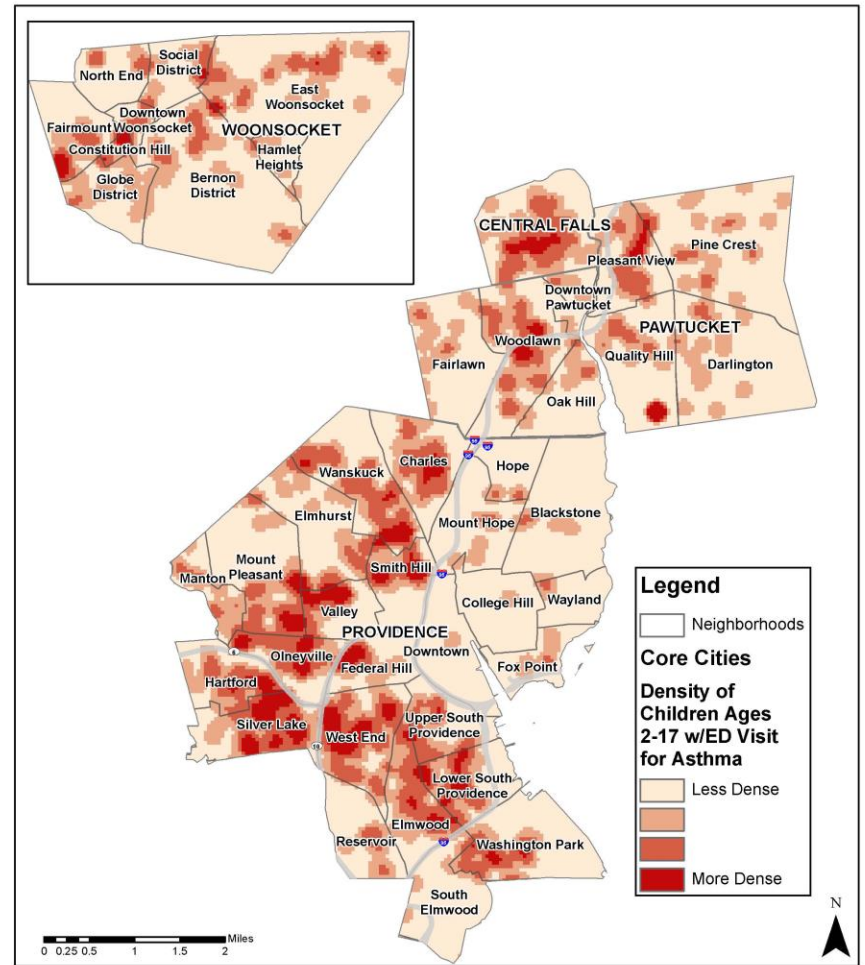 North End
Social
District
East
Woonsocket
Downtown
Woonsocket
Fairmount
WOONSOCKET
Constitution Hill
Hamlet
Heights
Globe
District
Bernon
District
CENTRAL FALLS
Pine Crest
Pleasant View
Downtown
Pawtucket
PAWTUCKET
Woodlawn
Fairlawn
Quality Hill
Darlington
Oak Hill
Charles
Hope
Wanskuck
Elmhurst
Mount Hope
Blackstone
Mount
Pleasant
Manton
Smith Hill
College Hill
Wayland
Valley
PROVIDENCE
Downtown
Olneyville
Federal Hill
Fox Point
6
Hartford
Silver Lake
West End
Upper South
Providence
10
Lower South
Providence
Elmwood
Reservoir
Washington Park
South
Elmwood
Legend
Neighborhoods
Core Cities
Density of
Children Ages
2-17 w/ED Visit
for Asthma
Less Dense
More Dense
N
Miles
0 0.25 0.5 1 1.5 2